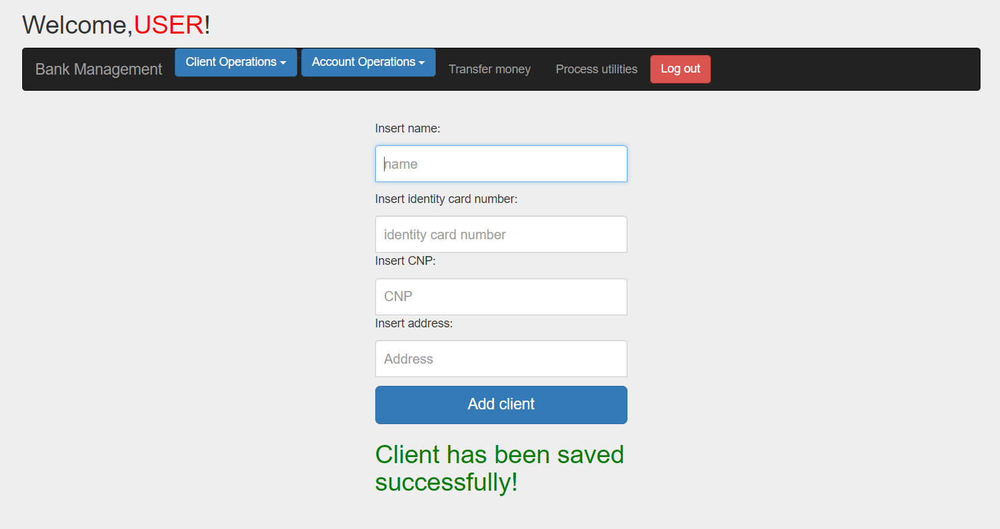 Welcome,USER!
Bank Management Client Operations Account Operations Transfer money Process utilities Log out
Insert name:
name
Insert identity card number:
identity card number
Insert CNP:
CNP
Insert address:
Address
Add client
Client has been saved
successfully!